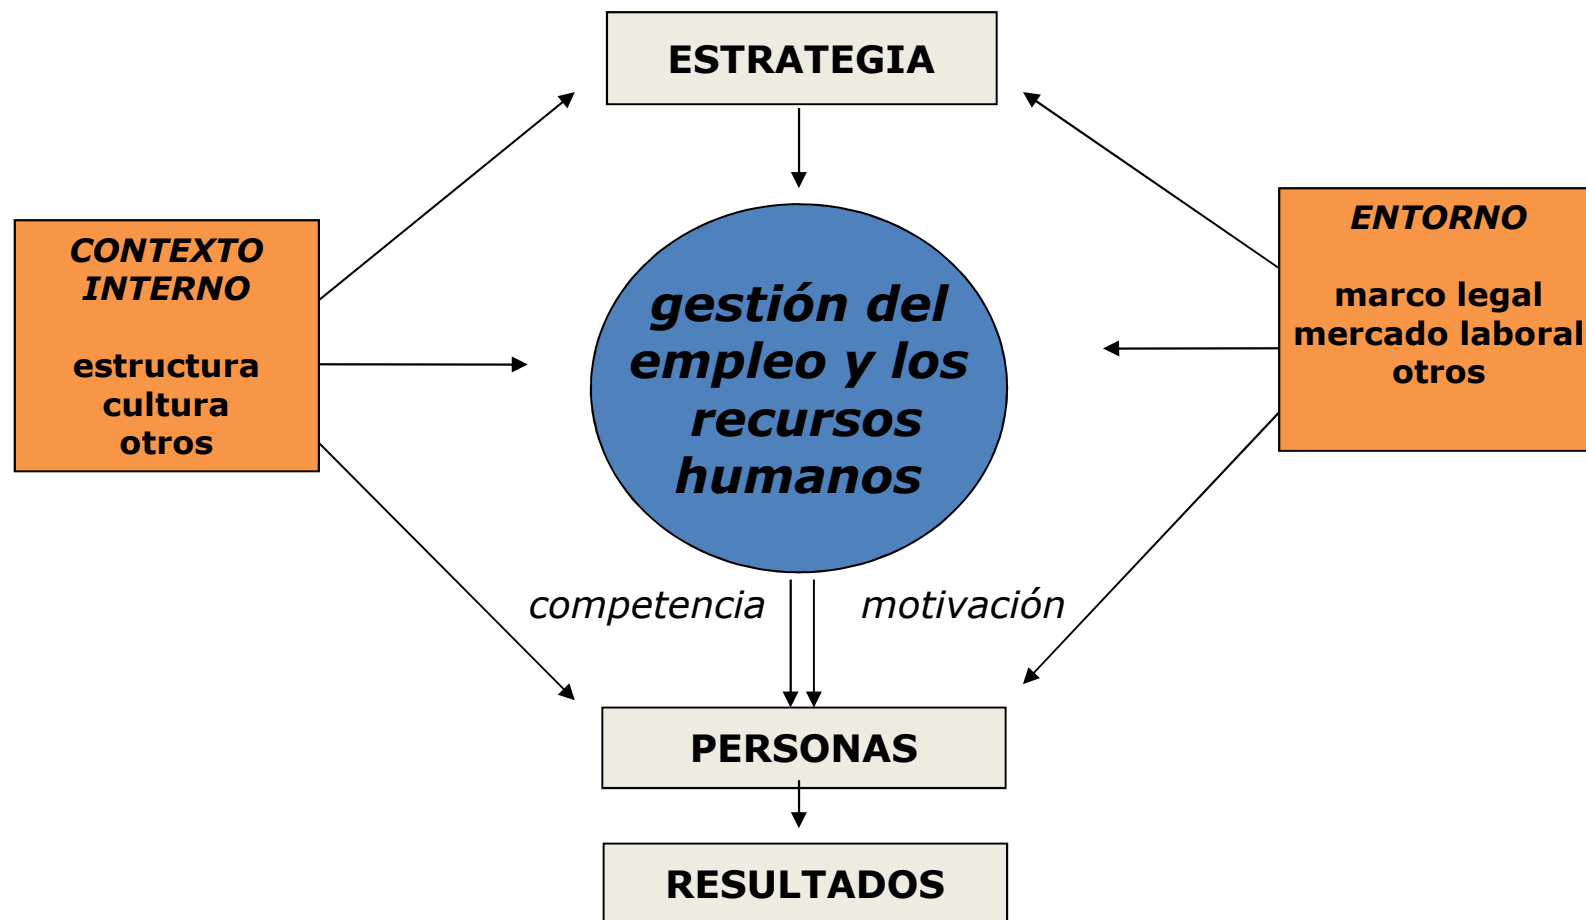 ESTRATEGIA
CONTEXTO
INTERNO
estructura
cultura
otros
gestión del
empleo y los
recursos
humanos
ENTORNO
marco legal
mercado laboral
otros
competencia
motivación
PERSONAS
RESULTADOS